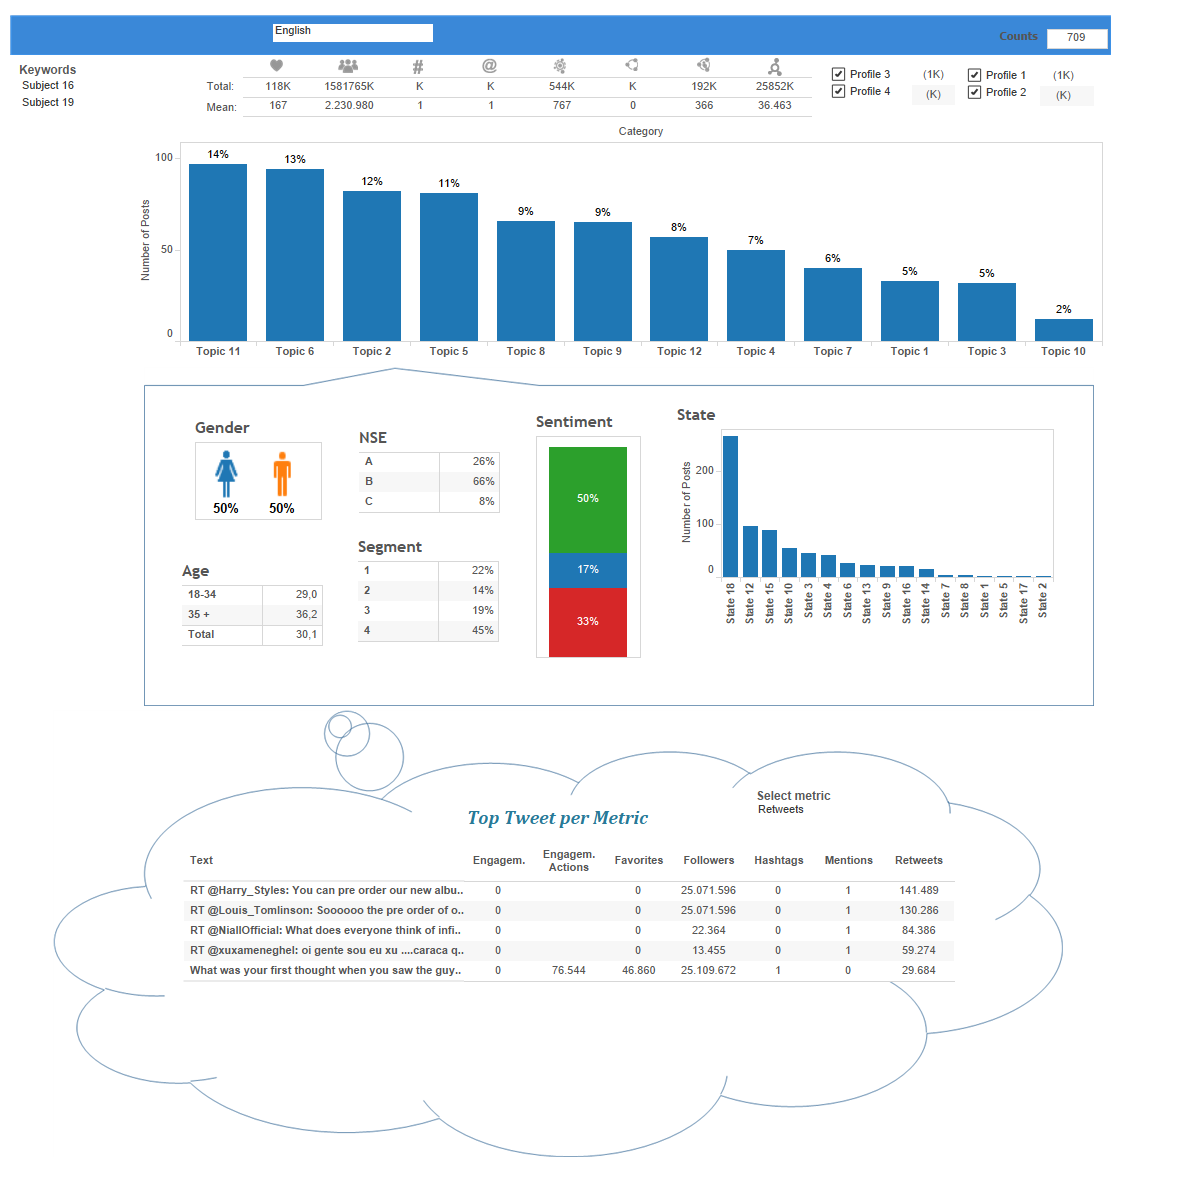 English
Counts 709
Keywords
Subject 16
Subject 19
# @
Total: 118K 1581765K K K 544K K 192K 25852K
Mean: 167 2.230.980 1 1 767 0 366 36.463
Profile 3 (1K) Profile 1 (1K)
Profile 4 (K) Profile 2 (K)
Category
Number of Posts
100
50
0
14% 13% 12% 11% 9% 9% 8% 7% 6% 5% 5% 2%
Topic 11 Topic 6 Topic 2 Topic 5 Topic 8 Topic 9 Topic 12 Topic 4 Topic 7 Topic 1 Topic 3 Topic 10
Gender
50% 50%
Age
18-34 29,0
35 + 36,2
Total 30,1
NSE
A 26%
B 66%
C 8%
Segment
1 22%
2 14%
3 19%
4 45%
Sentiment
50%
17%
33%
State
Number of Posts
200
100
0
State 18
State 12
State 15
State 10
State 3
State 4
State 6
State 13
State 9
State 16
State 14
State 7
State 8
State 1
State 5
State 17
State 2
Top Tweet per Metric
Select metric
Retweets
Text Engagem. Engagem. Actions Favorites Followers Hashtags Mentions Retweets
RT @Harry_Styles: You can pre order our new albu.. 0 0 25.071.596 0 1 141.489
RT @Louis_Tomlinson: Soooooo the pre order of o.. 0 0 25.071.596 0 1 130.286
RT @NiallOfficial: What does everyone think of infi.. 0 0 22.364 0 1 84.386
RT @xuxameneghel: oi gente sou eu xu ....caraca q.. 0 0 13.455 0 1 59.274
What was your first thought when you saw the guy.. 0 76.544 46.860 25.109.672 1 0 29.684